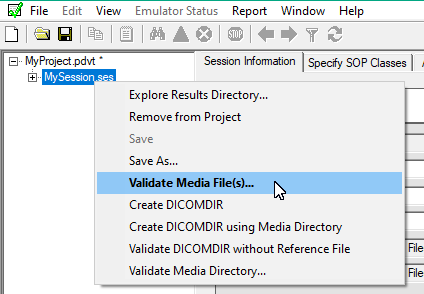 File Edit View Emulator Status Report Window Help
MyProject.pdvt *
MySession.ses
Session Information
Specify SOP Classes
Explore Results Directory...
Remove from Project
Save
Save As...
Validate Media File(s)...
Create DICOMDIR
Create DICOMDIR using Media Directory
Validate DICOMDIR without Reference File
File
Validate Media Directory...
File